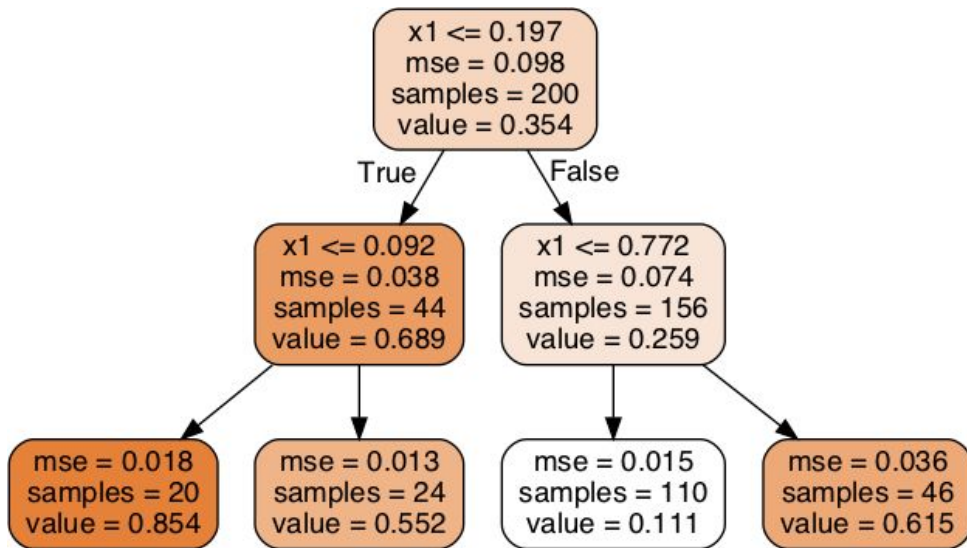 x1 <= 0.197
mse = 0.098
samples = 200
value = 0.354
True
False
x1 <= 0.092
mse = 0.038
samples = 44
value = 0.689
x1 <= 0.772
mse = 0.074
samples = 156
value = 0.259
mse = 0.018
samples = 20
value = 0.854
mse = 0.013
samples = 24
value = 0.552
mse = 0.015
samples = 110
value = 0.111
mse = 0.036
samples = 46
value = 0.615